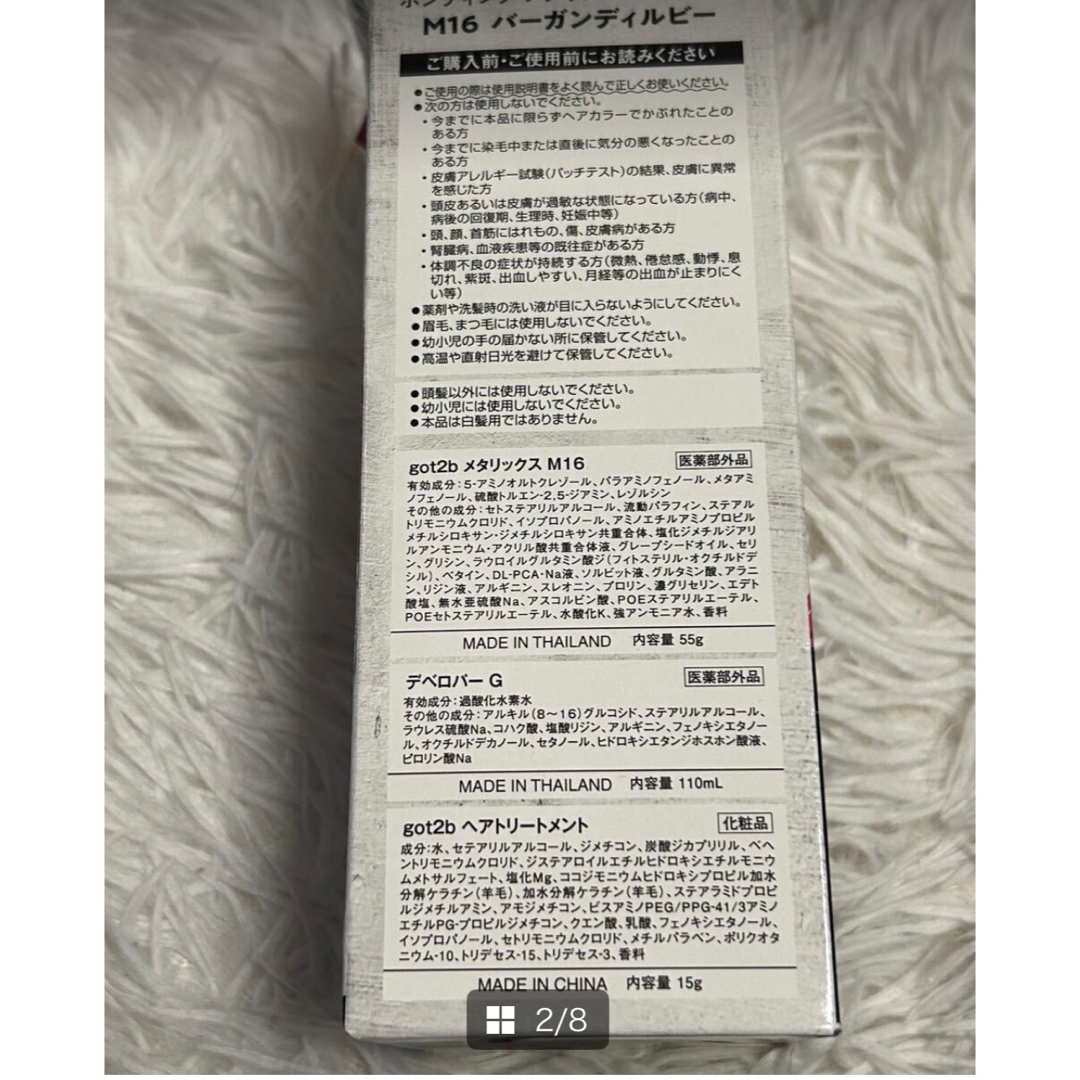 M16 バーガンディルビー
ご購入前・ご使用前にお読みください
●ご使用の際は使用説明書をよく読んで正しくお使いください。
●次の方は使用しないでください。
・今までに本品に限らずヘアカラーでかぶれたことの
ある方
・今までに染毛中または直後に気分の悪くなったことの
ある方
・皮膚アレルギー試験(パッチテスト)の結果、皮膚に異常
を感じた方
・頭皮あるいは皮膚が過敏な状態になっている方(病中、
病後の回復期、生理時、妊娠中等)
・頭、顔、首筋にはれもの、傷、皮膚病がある方
・腎臓病、血液疾患等の既往症がある方
・体調不良の症状が持続する方(微熱、倦怠感、動悸、息
切れ、紫斑、出血しやすい、月経等の出血が止まりにく
い等)
●薬剤や洗髪時の洗い液が目に入らないようにしてください。
●眉毛、まつ毛には使用しないでください。
●幼小児の手の届かない所に保管してください。
●高温や直射日光を避けて保管してください。
●頭髪以外には使用しないでください。
●幼小児には使用しないでください。
●本品は白髪用ではありません。
got2b メタリックス M16 医薬部外品
有効成分:5-アミノオルトクレゾール、パラアミノフェノール、メタアミ
ノフェノール、硫酸トルエン-2,5-ジアミン、レゾルシン
その他の成分:セトステアリルアルコール、流動パラフィン、ステアル
トリモニウムクロリド、イソプロパノール、アミノエチルアミノプロピル
メチルシロキサン・ジメチルシロキサン共重合体、塩化ジメチルジアリ
ルアンモニウム・アクリル酸共重合体液、グレープシードオイル、セリ
ン、グリシン、ラウロイルグルタミン酸ジ(フィトステリル・オクチルドデ
シル)、ベタイン、DL-PCA・Na液、ソルビット液、グルタミン酸、アラニ
ン、リジン液、アルギニン、スレオニン、プロリン、濃グリセリン、エデト
酸塩、無水亜硫酸Na、アスコルビン酸、POEステアリルエーテル、
POEセトステアリルエーテル、水酸化K、強アンモニア水、香料
MADE IN THAILAND 内容量 55g
デベロパー G 医薬部外品
有効成分:過酸化水素水
その他の成分:アルキル(8〜16)グルコシド、ステアリルアルコール、
ラウレス硫酸Na、コハク酸、塩酸リジン、アルギニン、フェノキシエタノー
ル、オクチルドデカノール、セタノール、ヒドロキシエタンジホスホン酸液、
ピロリン酸Na
MADE IN THAILAND 内容量 110mL
got2b ヘアトリートメント 化粧品
成分:水、セテアリルアルコール、ジメチコン、炭酸ジカプリリル、ベヘ
ントリモニウムクロリド、ジステアロイルエチルヒドロキシエチルモニウ
ムメトサルフェート、塩化Mg、ココジモニウムヒドロキシプロピル加水
分解ケラチン(羊毛)、加水分解ケラチン(羊毛)、ステアラミドプロピ
ルジメチルアミン、アモジメチコン、ビスアミノPEG/PPG-41/3アミノ
エチルPG-プロピルジメチコン、クエン酸、乳酸、フェノキシエタノール、
イソプロパノール、セトリモニウムクロリド、メチルパラベン、ポリクオタ
ニウム-10、トリデセス-15、トリデセス-3、香料
MADE IN CHINA 内容量 15g
2/8